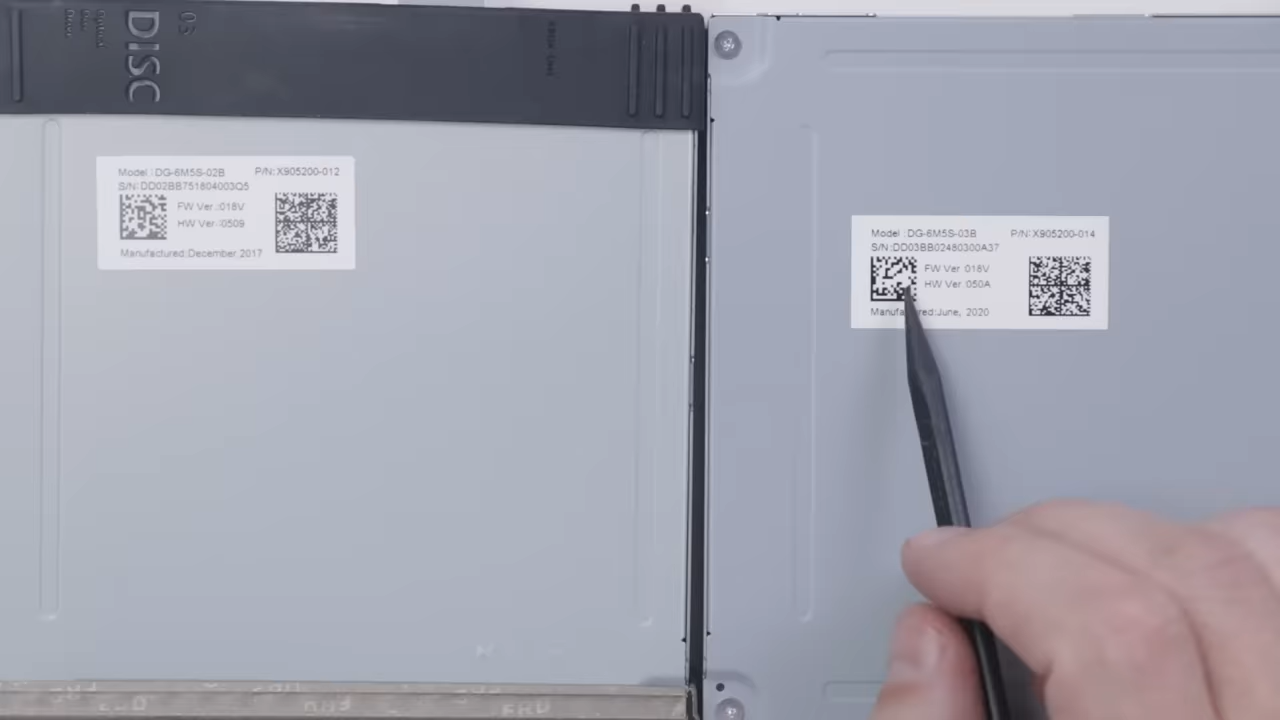 05
DISC
Model :DG-6M5S-02B P/N:X905200-012
S/N:DD02BB751804003Q5
FW Ver.:018V
HW Ver.:0509
Manufactured:December,2017
Model :DG-6M5S-03B P/N:X905200-014
S/N:DD03BB02480300A37
FW Ver :018V
HW Ver :050A
Manufa red:June, 2020